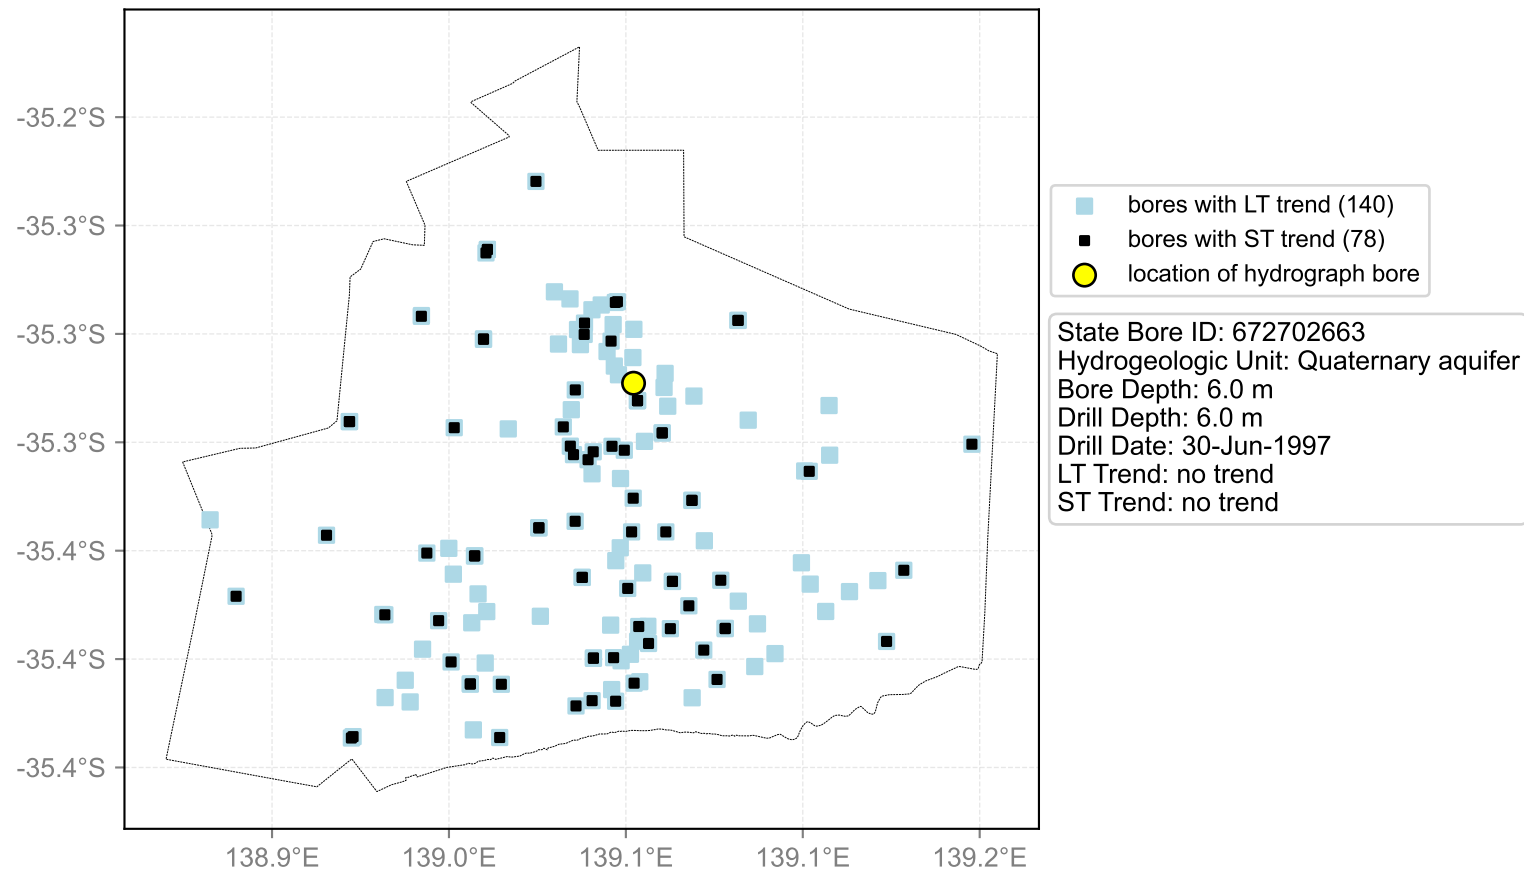 -35.2°S
-35.3°S
-35.3°S
-35.3°S
-35.4°S
-35.4°S
-35.4°S
138.9°E
139.0°E
139.1°E
139.1°E
139.2°E
bores with LT trend (140)
bores with ST trend (78)
location of hydrograph bore
State Bore ID: 672702663
Hydrogeologic Unit: Quaternary aquifer
Bore Depth: 6.0 m
Drill Depth: 6.0 m
Drill Date: 30-Jun-1997
LT Trend: no trend
ST Trend: no trend